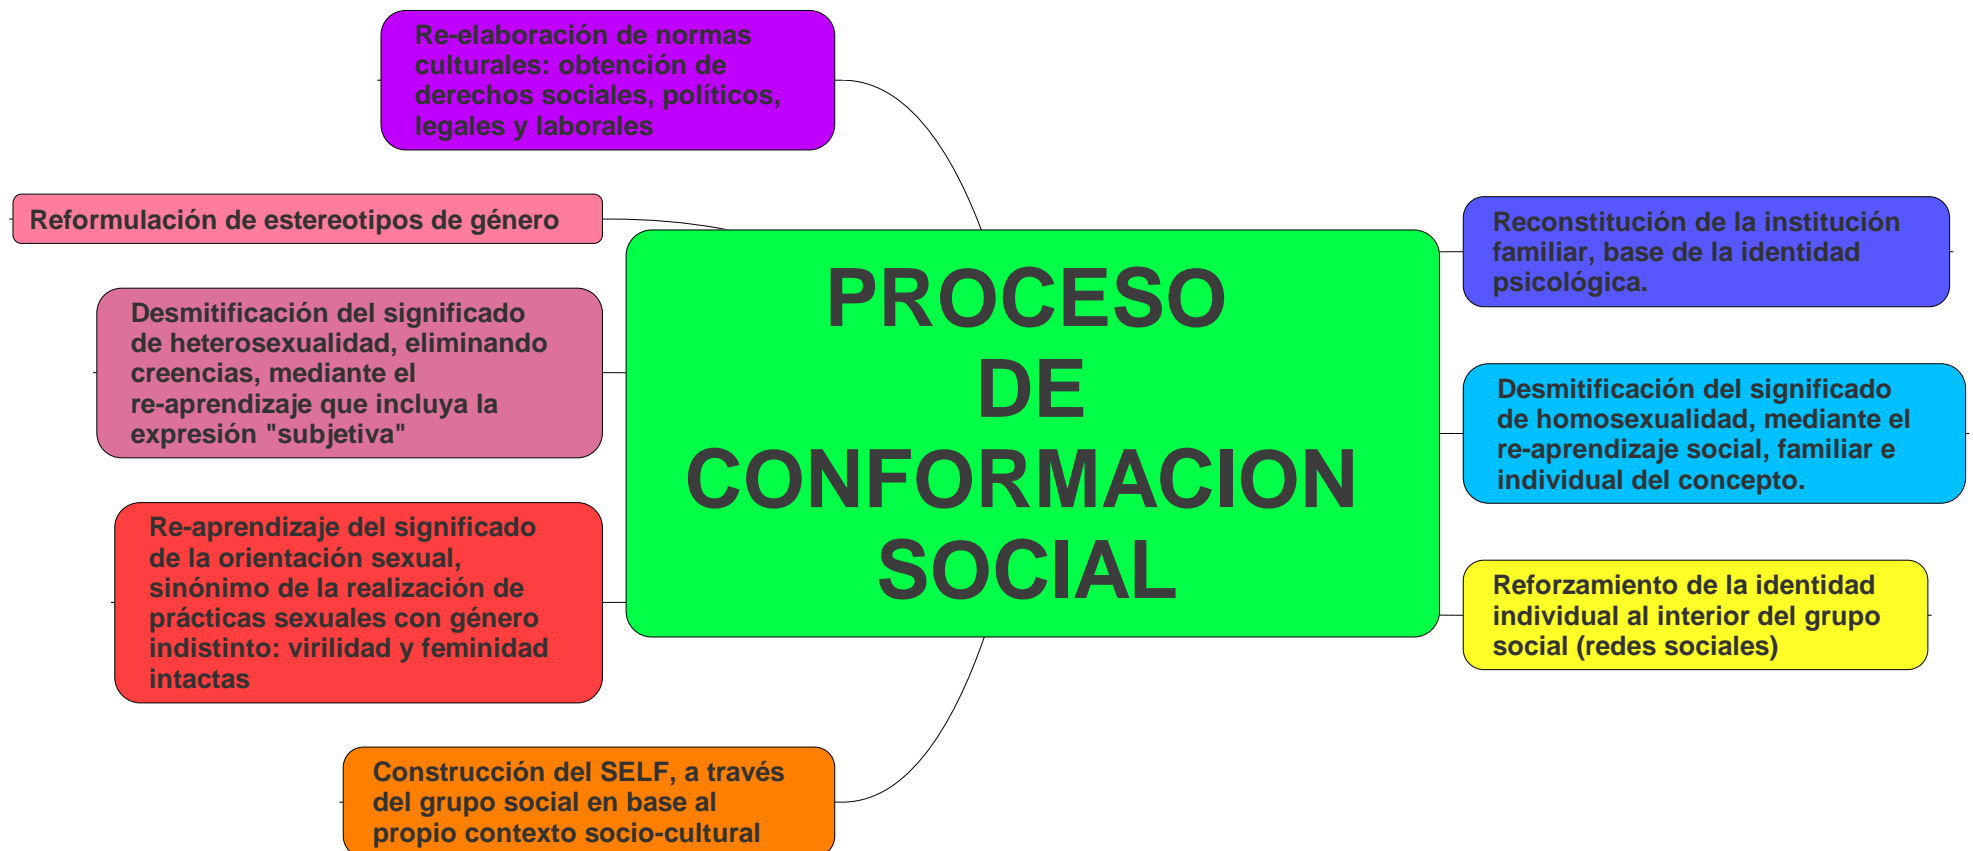 Re-elaboración de normas
culturales: obtención de
derechos sociales, políticos,
legales y laborales
Reformulación de estereotipos de género
Desmitificación del significado
de heterosexualidad, eliminando
creencias, mediante el
re-aprendizaje que incluya la
expresión "subjetiva"
Re-aprendizaje del significado
de la orientación sexual,
sinónimo de la realización de
prácticas sexuales con género
indistinto: virilidad y feminidad
intactas
Construcción del SELF, a través
del grupo social en base al
propio contexto socio-cultural
PROCESO
DE
CONFORMACION
SOCIAL
Reconstitución de la institución
familiar, base de la identidad
psicológica.
Desmitificación del significado
de homosexualidad, mediante el
re-aprendizaje social, familiar e
individual del concepto.
Reforzamiento de la identidad
individual al interior del grupo
social (redes sociales)